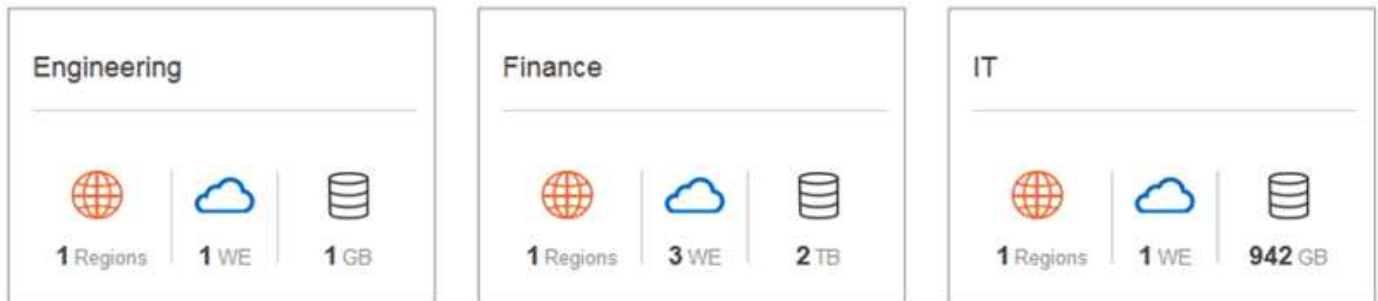 Engineering
1 Regions
1 WE
1 GB
Finance
1 Regions
3 WE
2 TB
IT
1 Regions
1 WE
942 GB